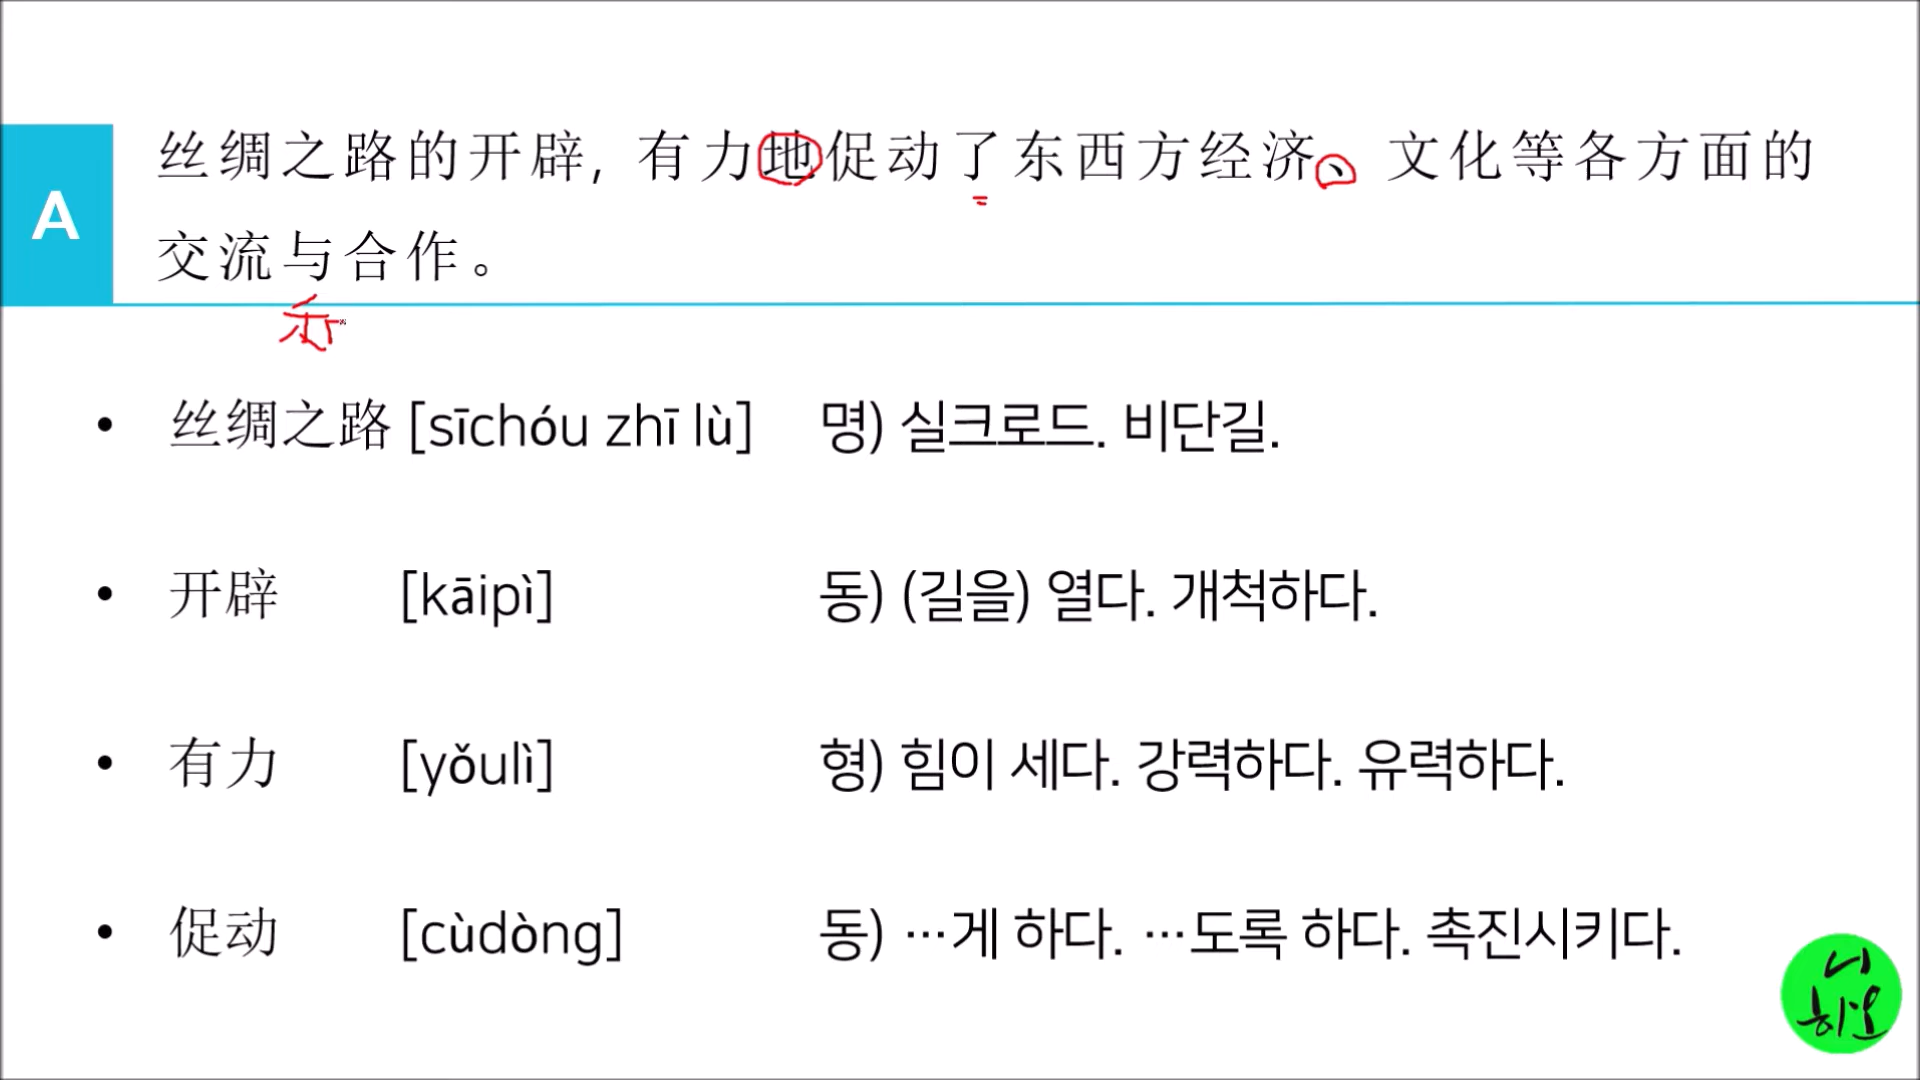 A
丝绸之路的开辟, 有力地促动了东西方经济、文化等各方面的
交流与合作。
• 丝绸之路 [sīchóu zhī lù] 명) 실크로드. 비단길.
• 开辟 [kāipì] 동) (길을) 열다. 개척하다.
• 有力 [yǒulì] 형) 힘이 세다. 강력하다. 유력하다.
• 促动 [cùdòng] 동) …게 하다. …도록 하다. 촉진시키다.
니
하오